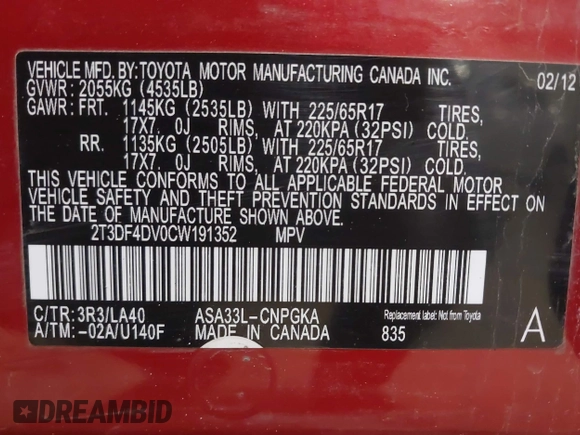 VEHICLE MFD BY:TOYOTA MOTOR MANUFACTURING CANADA INC. 02/12
GVWR: 2055KG (4535LB)
GAWR: FRT. 1145KG (2535LB) WITH 225/65R17 TIRES,
17X7. 0J RIMS, AT 220KPA (32PSI) COLD.
RR. 1135KG (2505LB) WITH 225/65R17 TIRES,
17X7. 0J RIMS, AT 220KPA (32PSI) COLD.
THIS VEHICLE CONFORMS TO ALL APPLICABLE FEDERAL MOTOR
VEHICLE SAFETY AND THEFT PREVENTION STANDARDS IN EFFECT ON
THE DATE OF MANUFACTURE SHOWN ABOVE.
2T3DF4DV0CW191352 MPV
C/TR: 3R3/LA40 ASA33L-CNPGKA Replacement label: Not from Toyota
A/TM: -02A/U140F MADE IN CANADA 835 A
DREAMBID